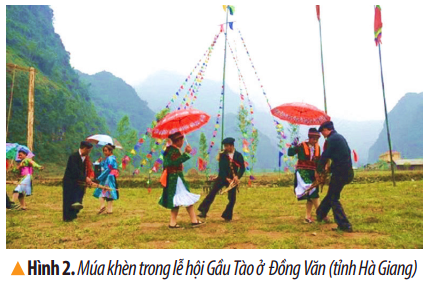 ▲Hình 2. Múa khèn trong lễ hội Gầu Tào ở Đồng Văn (tỉnh Hà Giang)